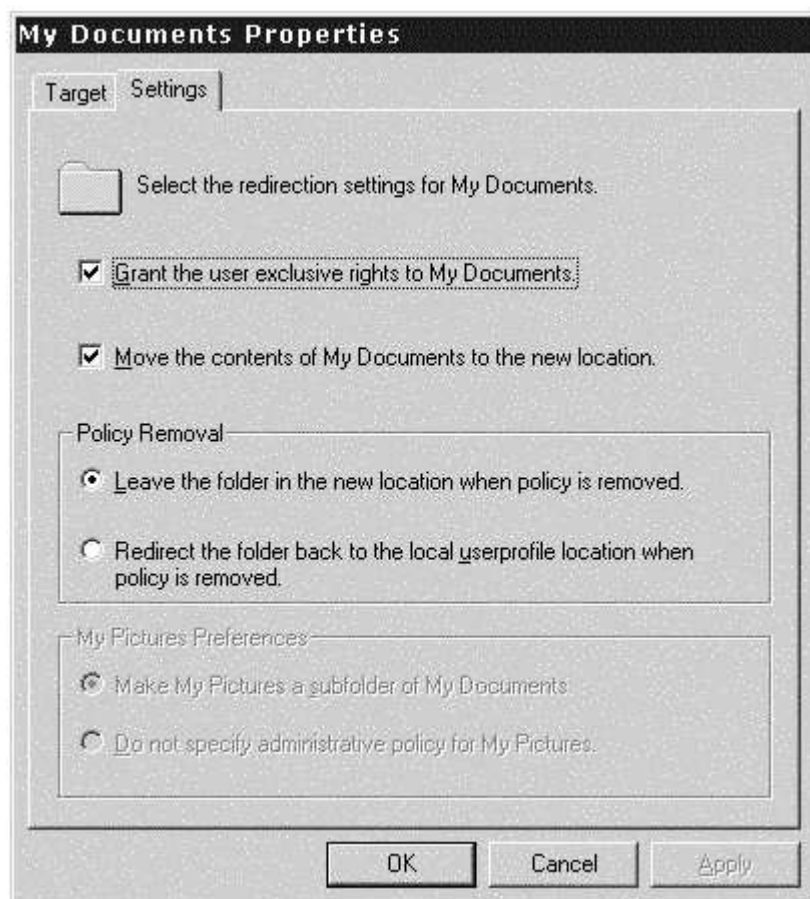 My Documents Properties
Target
Settings
Select the redirection settings for My Documents.
Grant the user exclusive rights to My Documents.
Move the contents of My Documents to the new location.
Policy Removal
Leave the folder in the new location when policy is removed.
Redirect the folder back to the local userprofile location when
policy is removed.
My Pictures Preferences
Make My Pictures a subfolder of My Documents
Do not specify administrative policy for My Pictures.
OK
Cancel
Apply